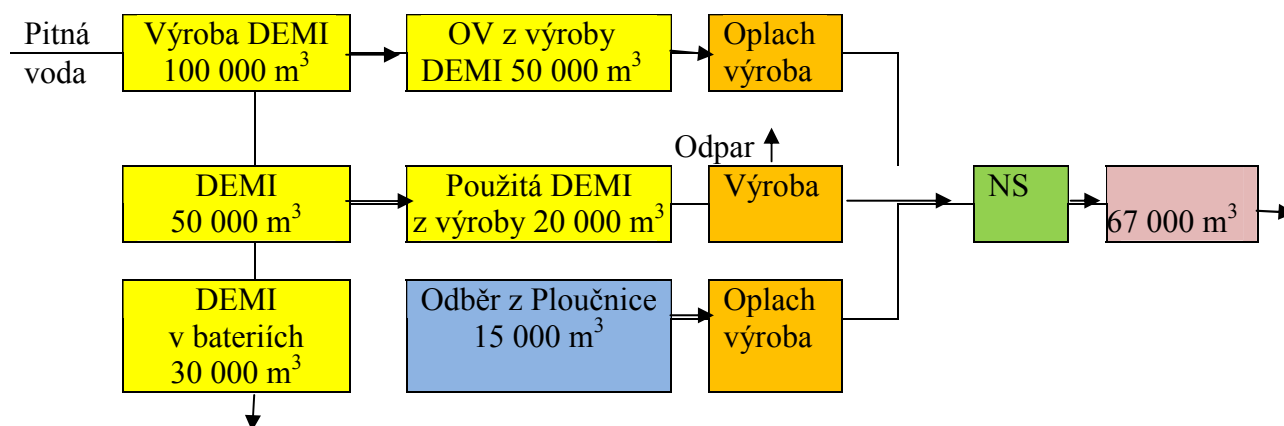 Pitná
voda
Výroba DEMI
100 000 m³
OV z výroby
DEMI 50 000 m³
Oplach
výroba
DEMI
50 000 m³
Použitá DEMI
z výroby 20 000 m³
Odpar
Výroba
NS
67 000 m³
DEMI
v bateriích
30 000 m³
Odběr z Ploučnice
15 000 m³
Oplach
výroba